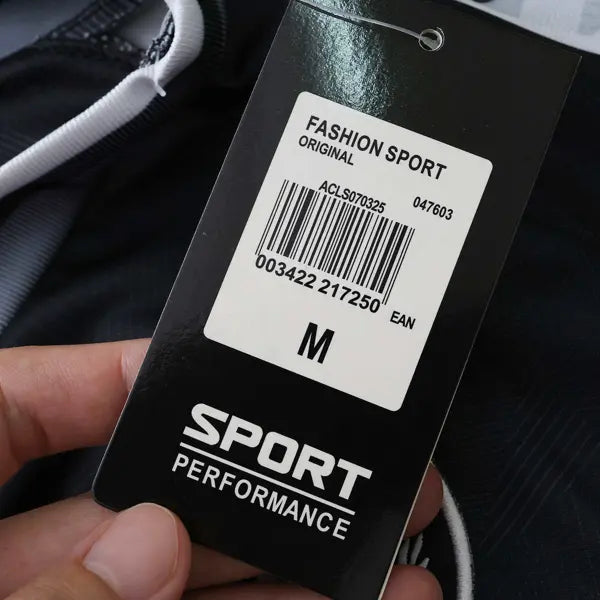 FASHION SPORT
ORIGINAL
ACLS070325 047603
003422 217250 EAN
M
SPORT
PERFORMANCE